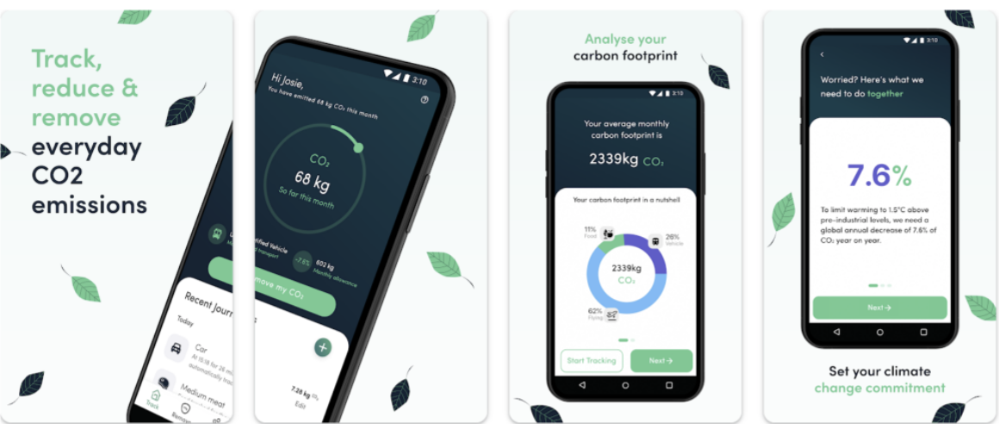 Track,
reduce &
remove
everyday
CO2
emissions
Recent Journ
Today
Car
At 15:18 for 26 mi
automatically trac
Medium meat
Track
Remove
3:10
Hi Josie,
You have emitted 68 kg CO₂ this month
CO₂
68 kg
So far this month
tified Vehicle
transport
-7.6%
602 kg
Monthly allowance
move my CO₂
s
7.28 kg CO₂
Edit
Analyse your
carbon footprint
3:10
Your average monthly
carbon footprint is
2339kg CO₂
Your carbon footprint in a nutshell
11%
Food
26%
Vehicle
2339kg
CO₂
62%
Flying
Start Tracking
Next →
3:10
Worried? Here's what we
need to do together
7.6%
To limit warming to 1.5°C above
pre-industrial levels, we need a
global annual decrease of 7.6% of
CO₂ year on year.
Next →
Set your climate
change commitment